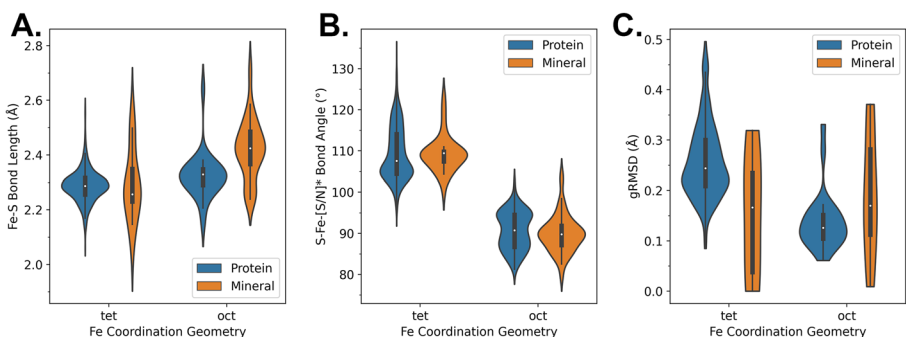 A.
2.8
2.6
2.4
2.2
2.0
Fe-S Bond Length (Å)
Protein
Mineral
tet
oct
Fe Coordination Geometry
B.
130
120
110
100
90
80
S-Fe-[S/N]* Bond Angle (°)
Protein
Mineral
tet
oct
Fe Coordination Geometry
C.
0.5
0.4
0.3
0.2
0.1
0.0
gRMSD (Å)
Protein
Mineral
tet
oct
Fe Coordination Geometry